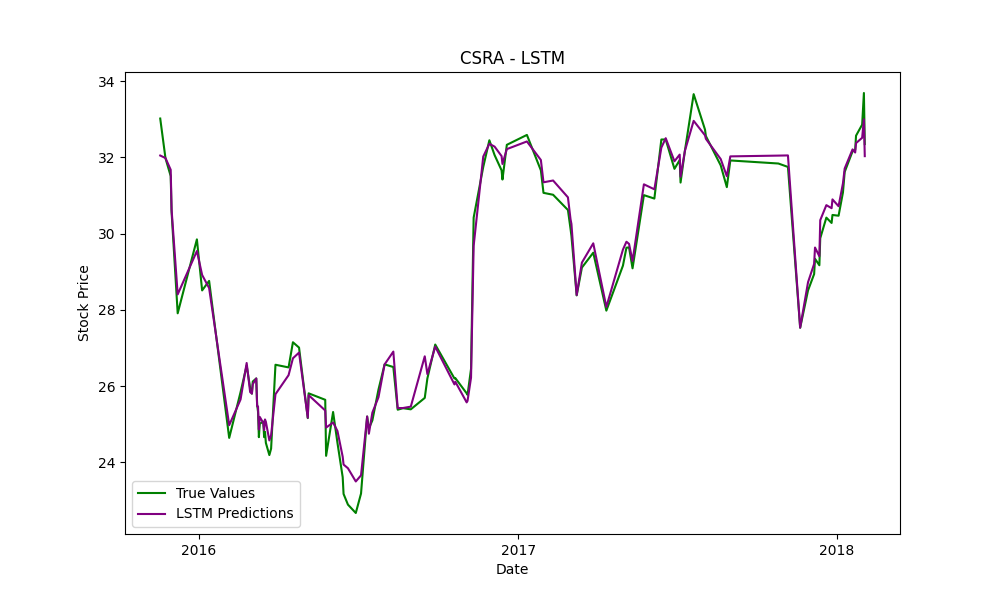 CSRA - LSTM
34
32
30
28
26
24
Stock Price
True Values
LSTM Predictions
2016
2017
2018
Date